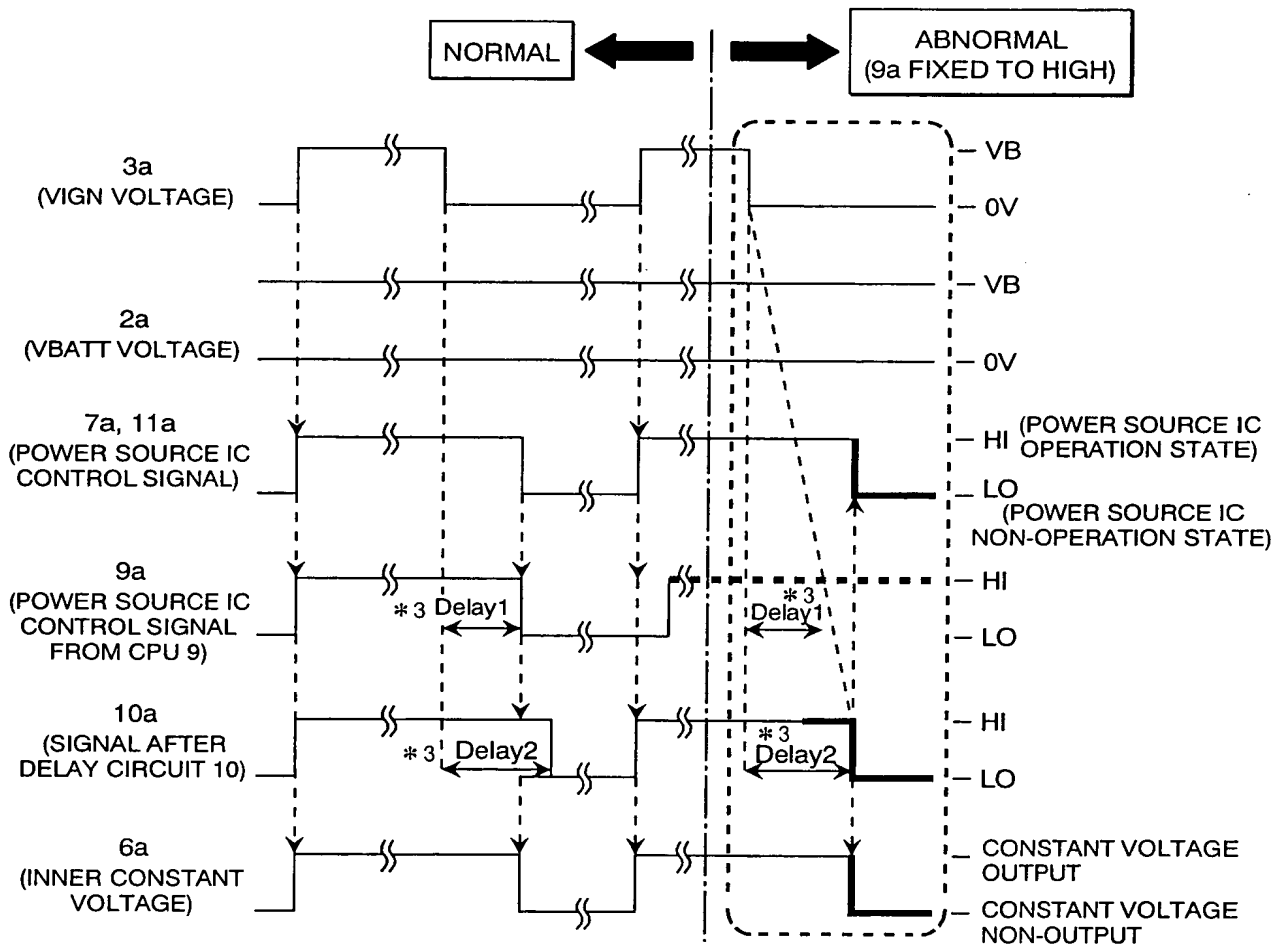 NORMAL
ABNORMAL
(9a FIXED TO HIGH)
3a
(VIGN VOLTAGE)
VB
0V
2a
(VBATT VOLTAGE)
VB
0V
7a, 11a
(POWER SOURCE IC
CONTROL SIGNAL)
HI (POWER SOURCE IC
OPERATION STATE)
LO
(POWER SOURCE IC
NON-OPERATION STATE)
9a
(POWER SOURCE IC
CONTROL SIGNAL
FROM CPU 9)
*3 Delay1
*3
Delay1
HI
LO
10a
(SIGNAL AFTER
DELAY CIRCUIT 10)
*3 Delay2
*3
Delay2
HI
LO
6a
(INNER CONSTANT
VOLTAGE)
CONSTANT VOLTAGE
OUTPUT
CONSTANT VOLTAGE
NON-OUTPUT